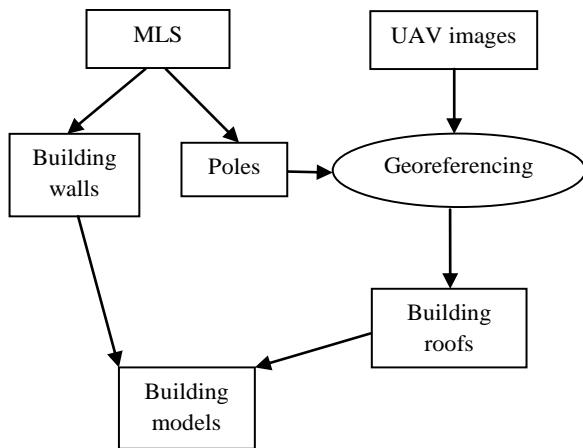 MLS
UAV images
Building
walls
Poles
Georeferencing
Building
roofs
Building
models